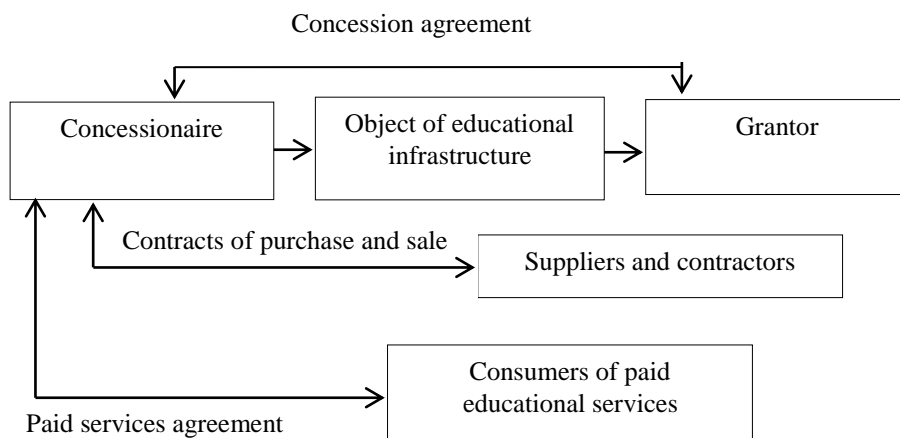 Concession agreement
Concessionaire
Object of educational
infrastructure
Grantor
Contracts of purchase and sale
Suppliers and contractors
Consumers of paid
educational services
Paid services agreement